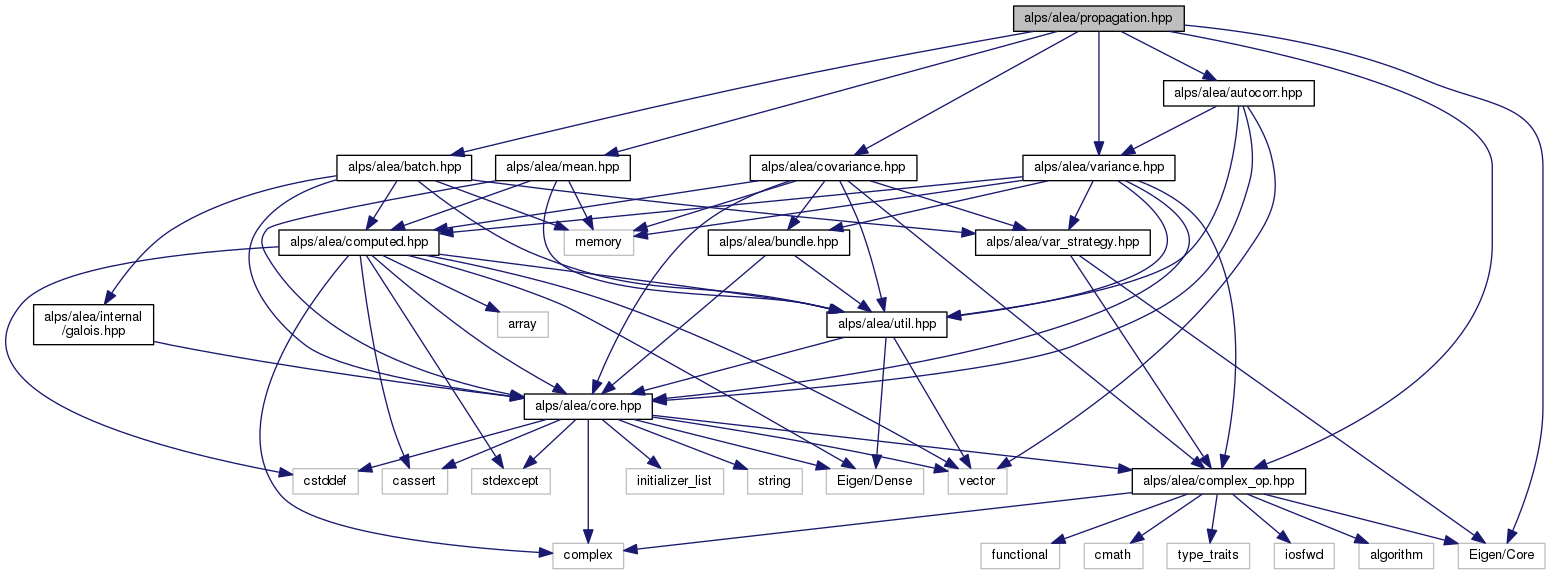 alps/alea/propagation.hpp
alps/alea/autocorr.hpp
alps/alea/batch.hpp
alps/alea/mean.hpp
alps/alea/covariance.hpp
alps/alea/variance.hpp
alps/alea/computed.hpp
memory
alps/alea/bundle.hpp
alps/alea/var_strategy.hpp
alps/alea/internal
/galois.hpp
array
alps/alea/util.hpp
alps/alea/core.hpp
cstddef
cassert
stdexcept
initializer_list
string
Eigen/Dense
vector
alps/alea/complex_op.hpp
complex
functional
cmath
type_traits
iosfwd
algorithm
Eigen/Core